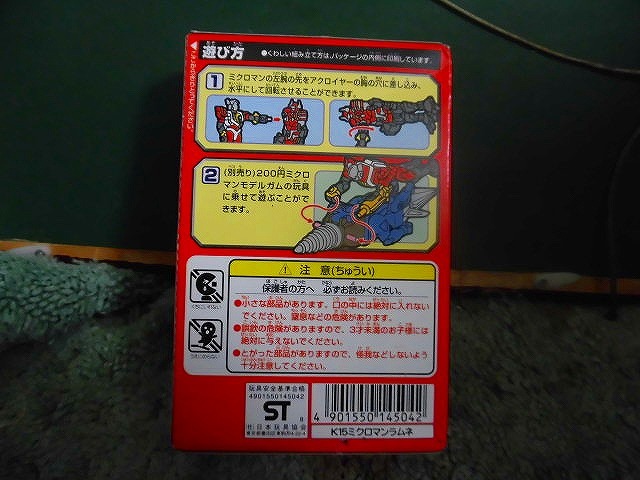 遊び方
●くわしい組み立て方は、パッケージの内側に印刷しています。
1
ミクロマンの左腕の先をアクロイヤーの胸の穴に差し込み、
水平にして回転させることができます。
2
(別売り)200円ミクロ
マンモデルガムの玩具
に乗せて遊ぶことがで
きます。
注 意(ちゅうい)
保護者の方へ 必ずお読みください。
●小さな部品があります。口の中には絶対に入れない
でください。窒息などの危険があります。
●誤飲の危険がありますので、3才未満のお子様には
絶対に与えないでください。
●とがった部品がありますので、怪我などしないよう
十分注意してください。
玩具安全基準合格
4901550145042
ST
(社)日本玩具協会
4 901550 145042
K15ミクロマンラムネ